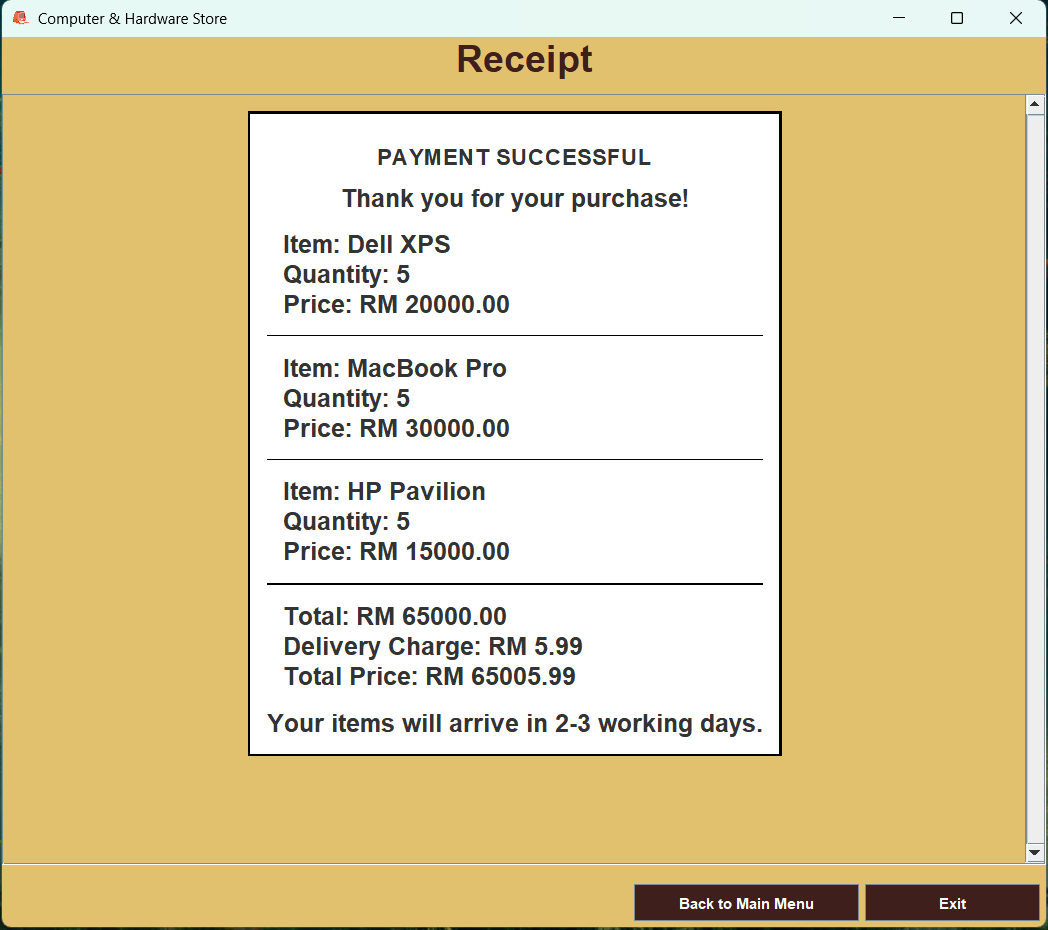 Computer & Hardware Store
Receipt
PAYMENT SUCCESSFUL
Thank you for your purchase!
Item: Dell XPS
Quantity: 5
Price: RM 20000.00
Item: MacBook Pro
Quantity: 5
Price: RM 30000.00
Item: HP Pavilion
Quantity: 5
Price: RM 15000.00
Total: RM 65000.00
Delivery Charge: RM 5.99
Total Price: RM 65005.99
Your items will arrive in 2-3 working days.
Back to Main Menu
Exit